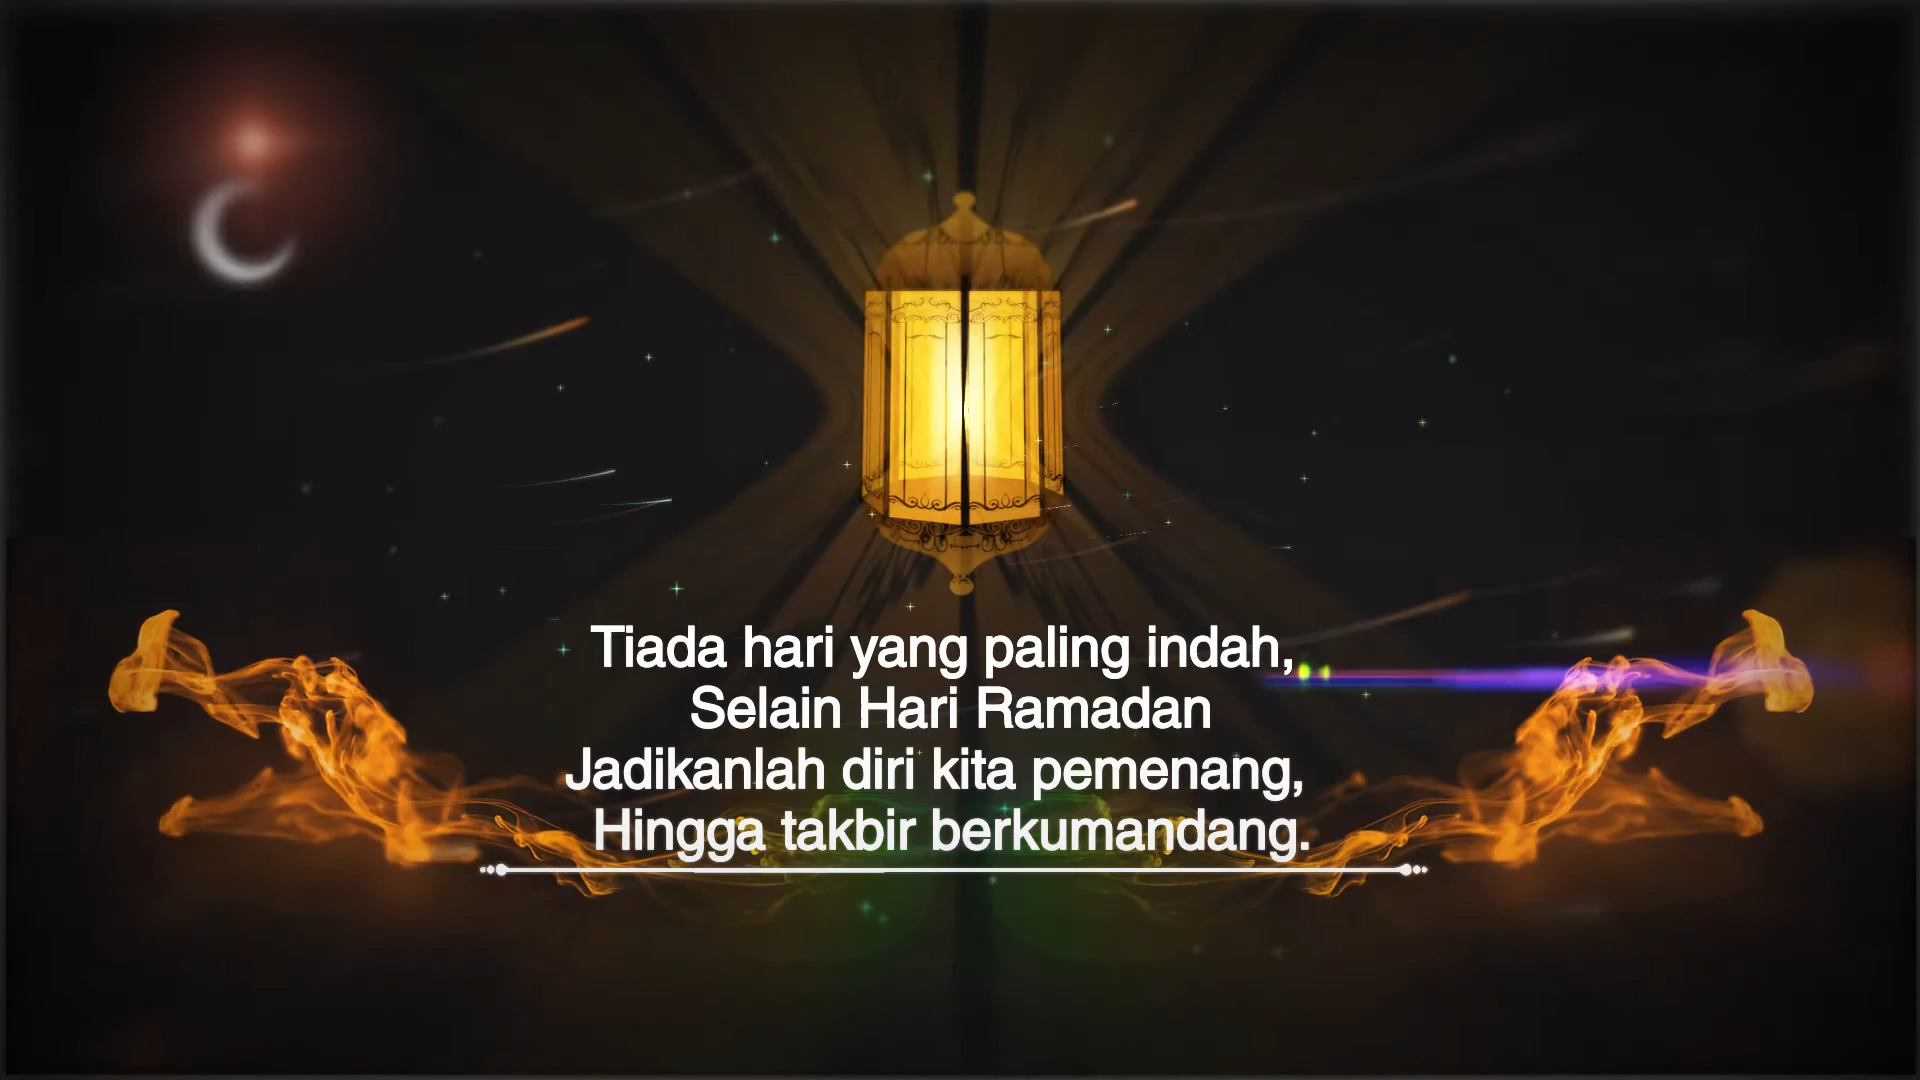 Tiada hari yang paling indah,
Selain Hari Ramadan
Jadikanlah diri kita pemenang,
Hingga takbir berkumandang.